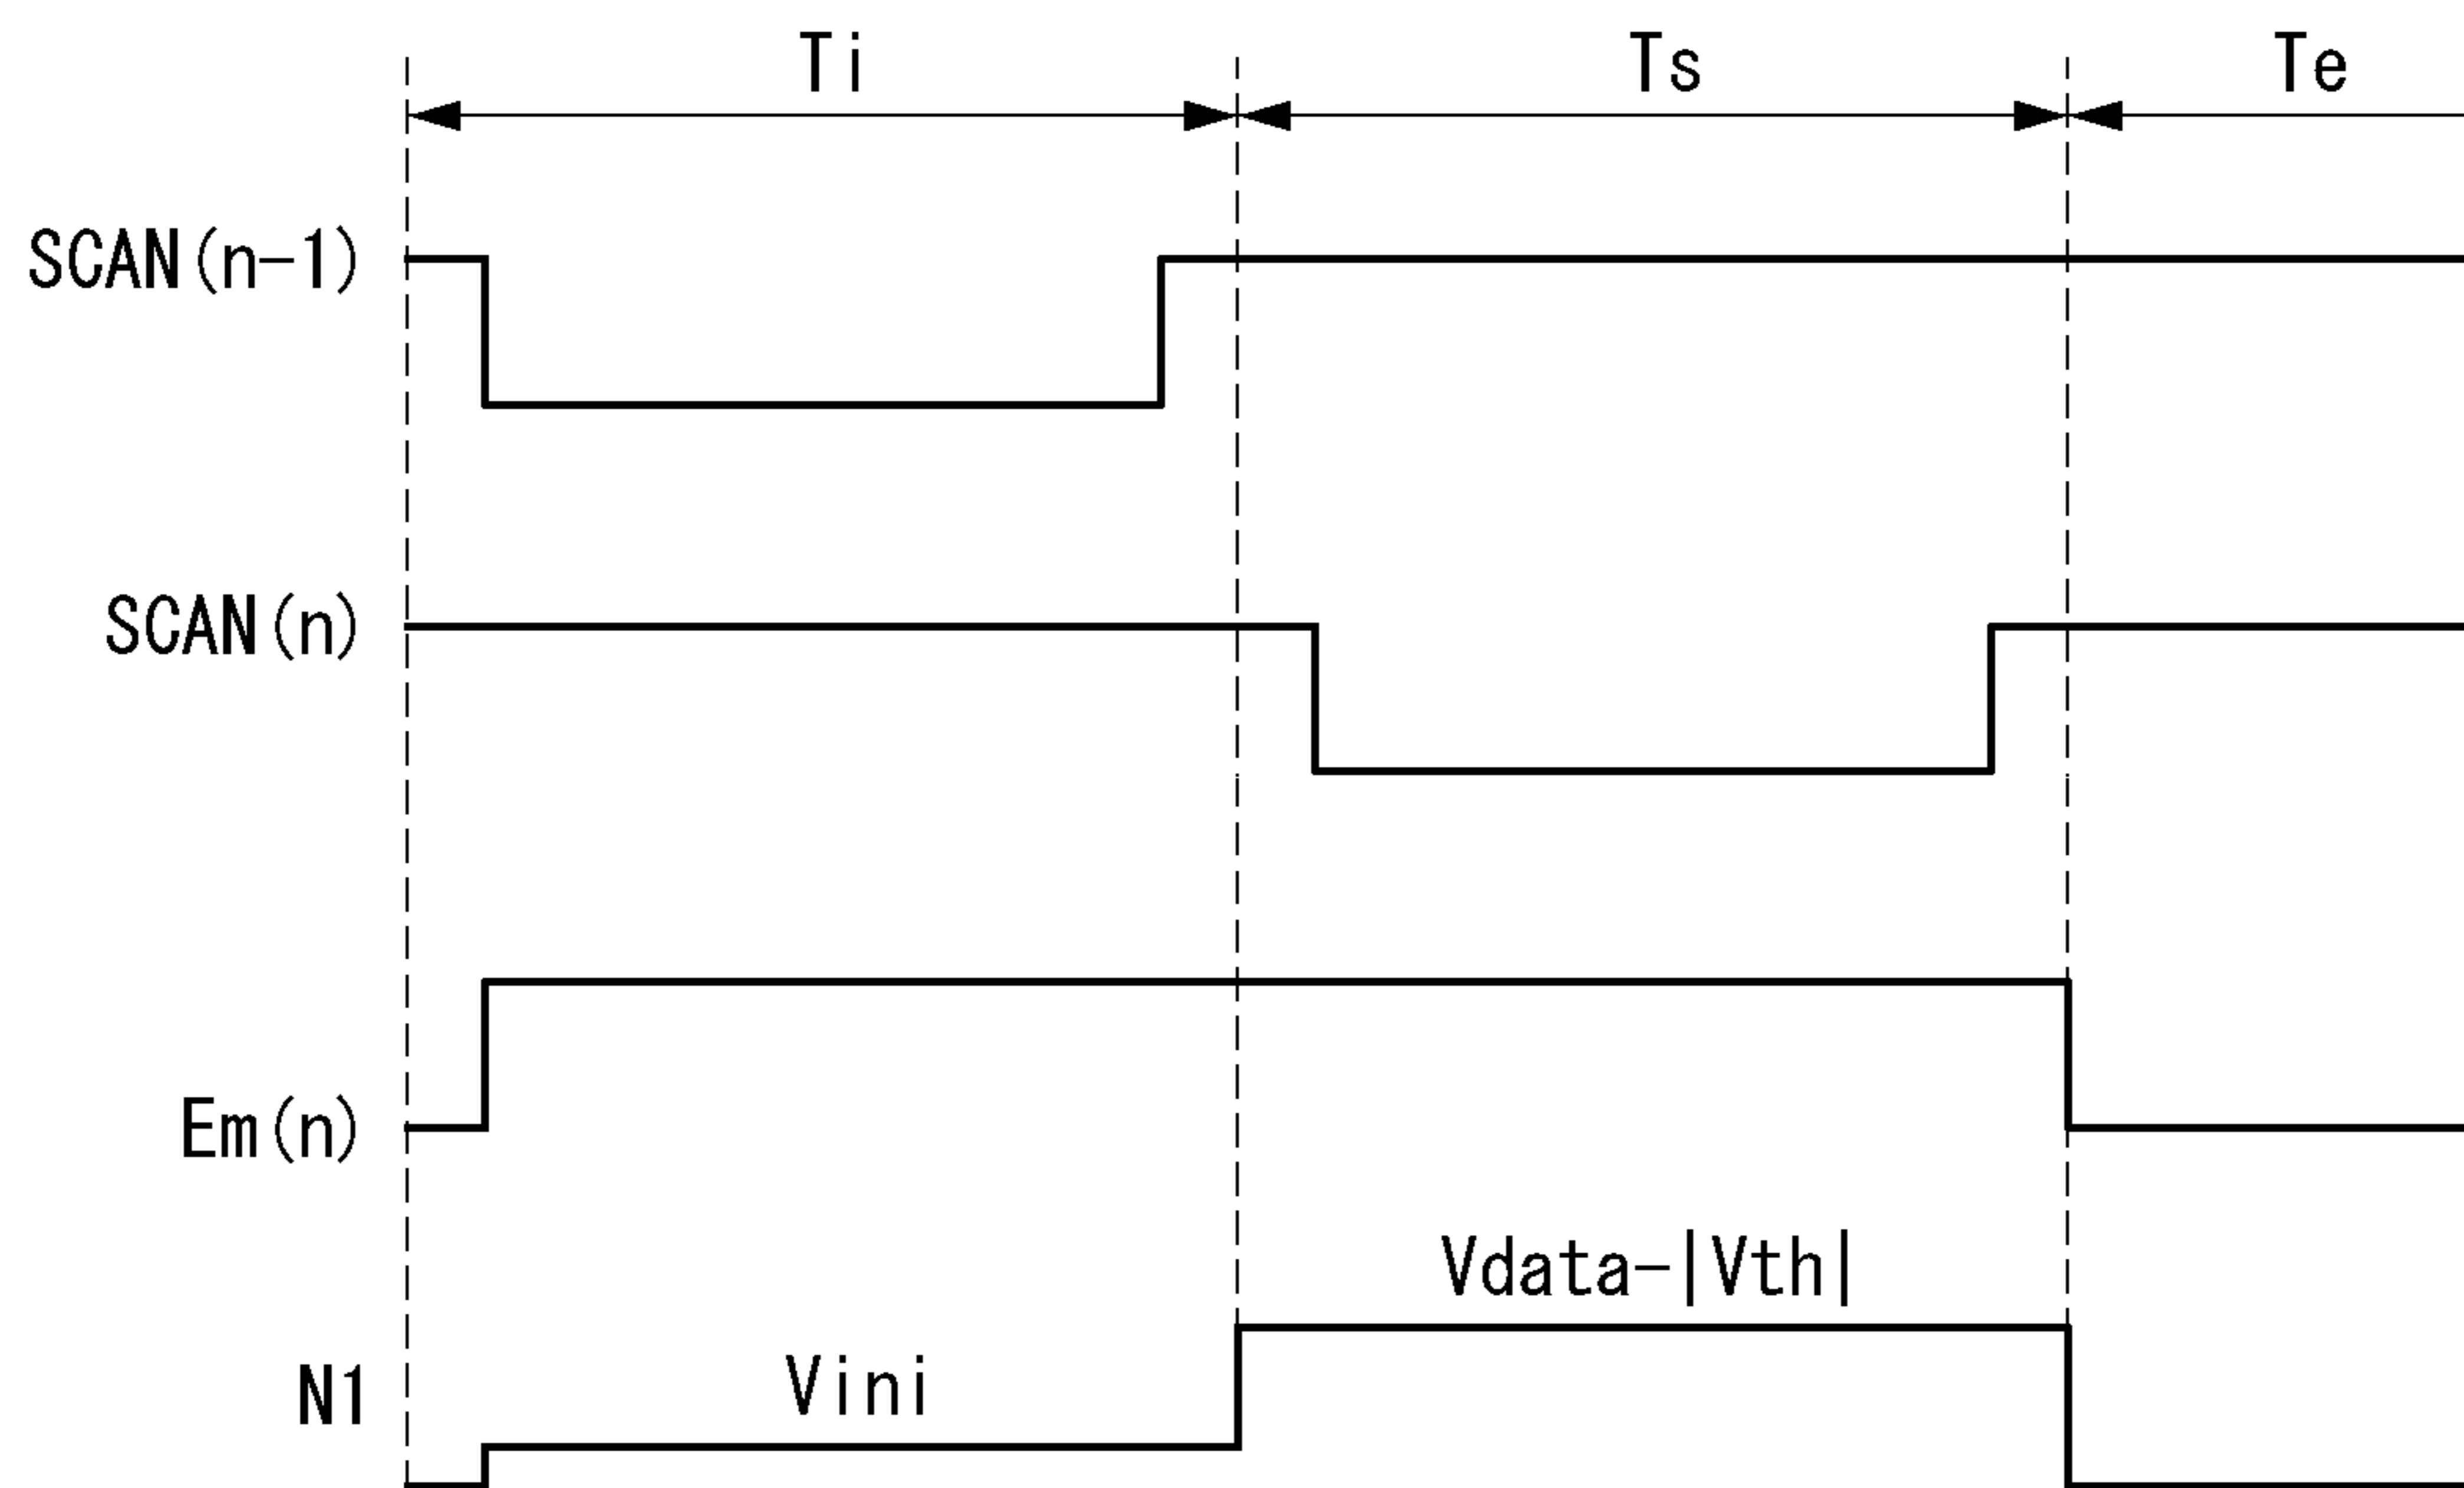 Ti Ts Te
SCAN(n-1)
SCAN(n)
Em(n)
Vdata-|Vth|
Vini
N1